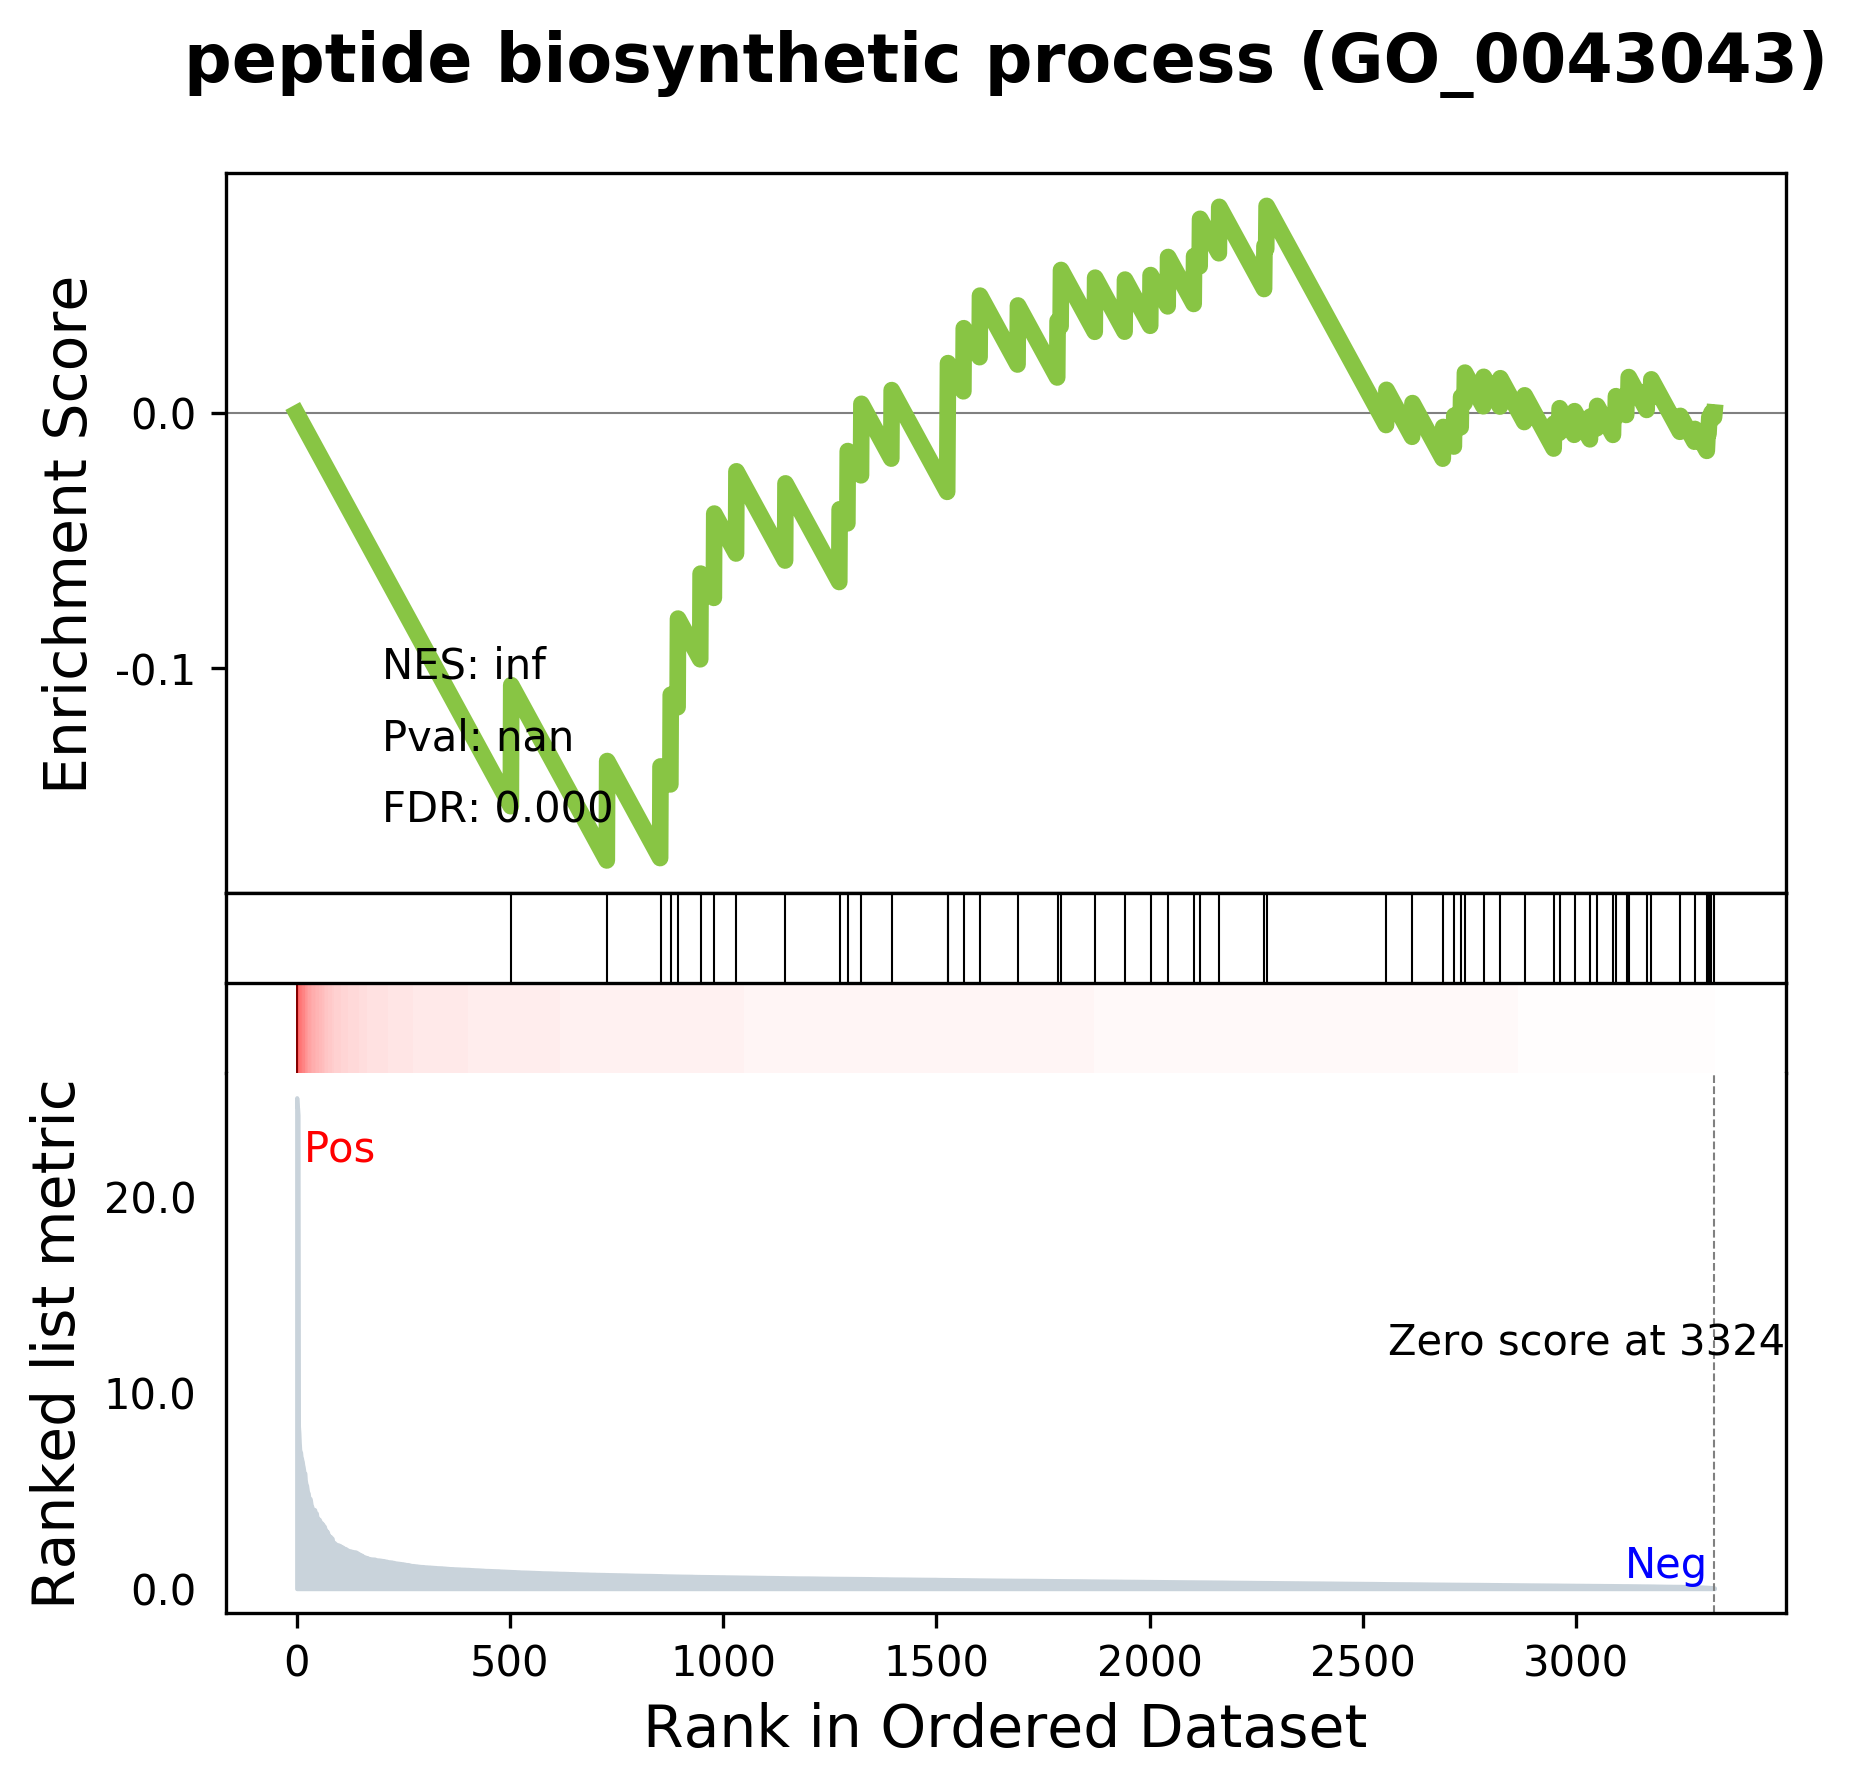 peptide biosynthetic process (GO_0043043)
Enrichment Score
0.0
-0.1
NES: inf
Pval: nan
FDR: 0.000
Ranked list metric
Pos
20.0
Zero score at 3324
10.0
Neg
0.0
0 500 1000 1500 2000 2500 3000
Rank in Ordered Dataset